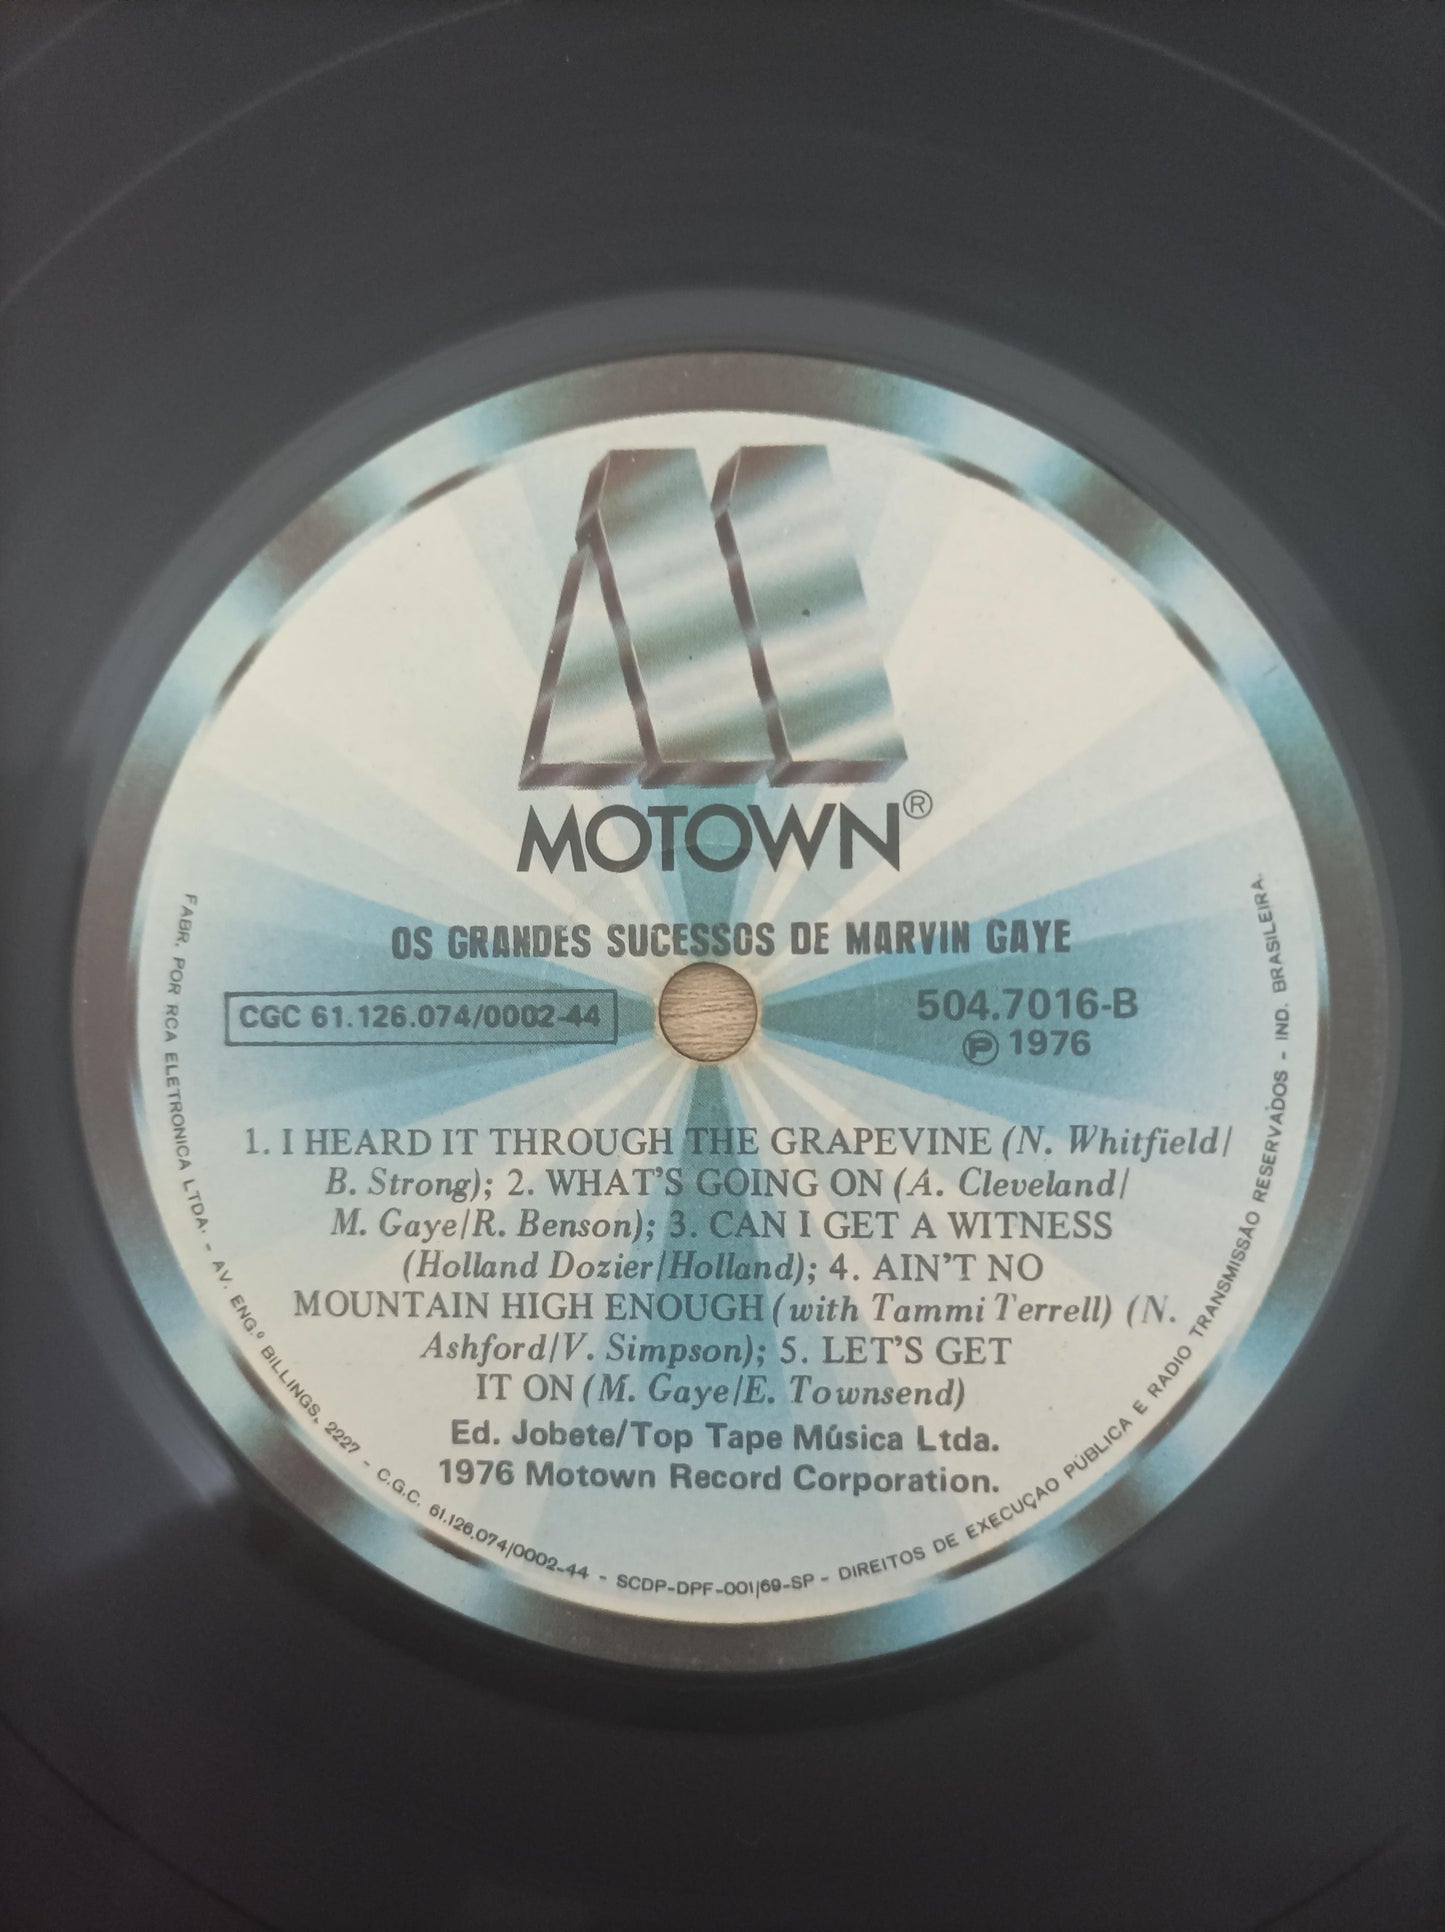 MOTOWN®
OS GRANDES SUCESSOS DE MARVIN GAYE
CGC 61.126.074/0002-44
504.7016-B
℗ 1976
1. I HEARD IT THROUGH THE GRAPEVINE (N. Whitfield/
B. Strong); 2. WHAT'S GOING ON (A. Cleveland/
M. Gaye/R. Benson); 3. CAN I GET A WITNESS
(Holland Dozier/Holland); 4. AIN'T NO
MOUNTAIN HIGH ENOUGH (with Tammi Terrell) (N.
Ashford/V. Simpson); 5. LET'S GET
IT ON (M. Gaye/E. Townsend)
Ed. Jobete/Top Tape Música Ltda.
1976 Motown Record Corporation.
FABR. POR RCA ELETRONICA LTDA. - AV. ENG.º BILLINGS, 2227 - C.G.C. 61.126.074/0002-44 - SCDP-DPF-001/69-SP - DIREITOS DE EXECUÇÃO PÚBLICA E RADIO TRANSMISSÃO RESERVADOS - IND. BRASILEIRA.